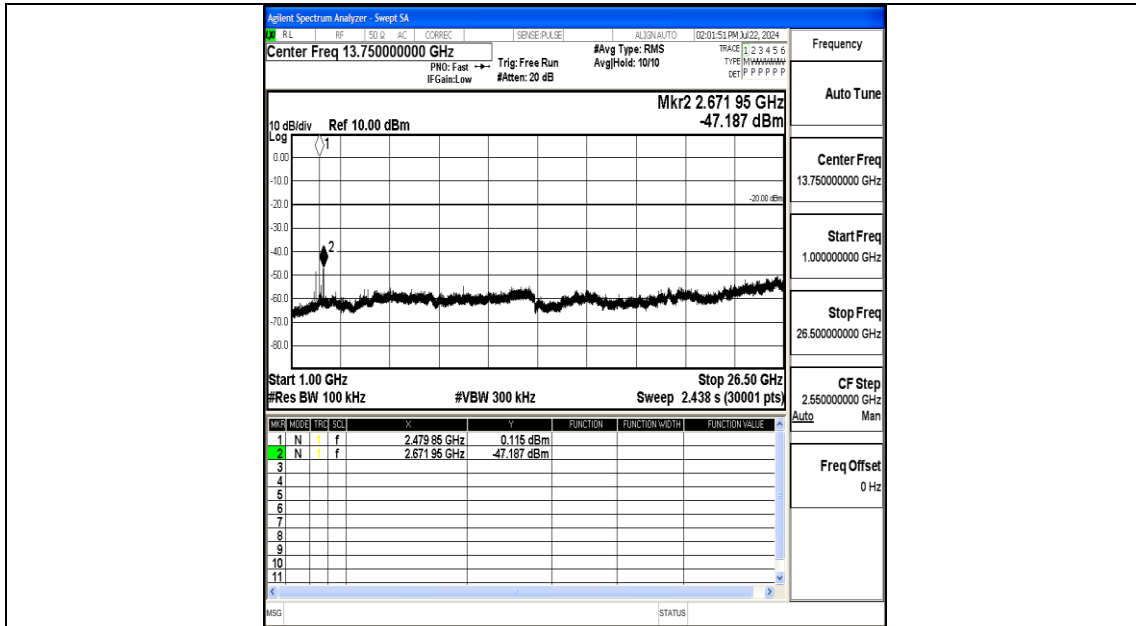 Agilent Spectrum Analyzer - Swept SA
RL RF 50 Ω AC CORREC SENSE:PULSE ALIGN AUTO 02:01:51 PM Jul 22, 2024
Center Freq 13.750000000 GHz
PNO: Fast
IFGain:Low
Trig: Free Run
#Atten: 20 dB
#Avg Type: RMS
Avg|Hold: 10/10
TRACE 1 2 3 4 5 6
TYPE MWWWWW
DET P P P P P P
Frequency
Auto Tune
Center Freq
13.750000000 GHz
Start Freq
1.000000000 GHz
Stop Freq
26.500000000 GHz
CF Step
2.550000000 GHz
Auto Man
Freq Offset
0 Hz
Mkr2 2.671 95 GHz
-47.187 dBm
10 dB/div Ref 10.00 dBm
Log
1
0.00
-10.0
-20.00 dBm
-20.0
-30.0
2
-40.0
-50.0
-60.0
-70.0
-80.0
Start 1.00 GHz Stop 26.50 GHz
#Res BW 100 kHz #VBW 300 kHz Sweep 2.438 s (30001 pts)
MKR MODE TRC SCL X Y FUNCTION FUNCTION WIDTH FUNCTION VALUE
1 N 1 f 2.479 85 GHz 0.115 dBm
2 N 1 f 2.671 95 GHz -47.187 dBm
3
4
5
6
7
8
9
10
11
MSG STATUS